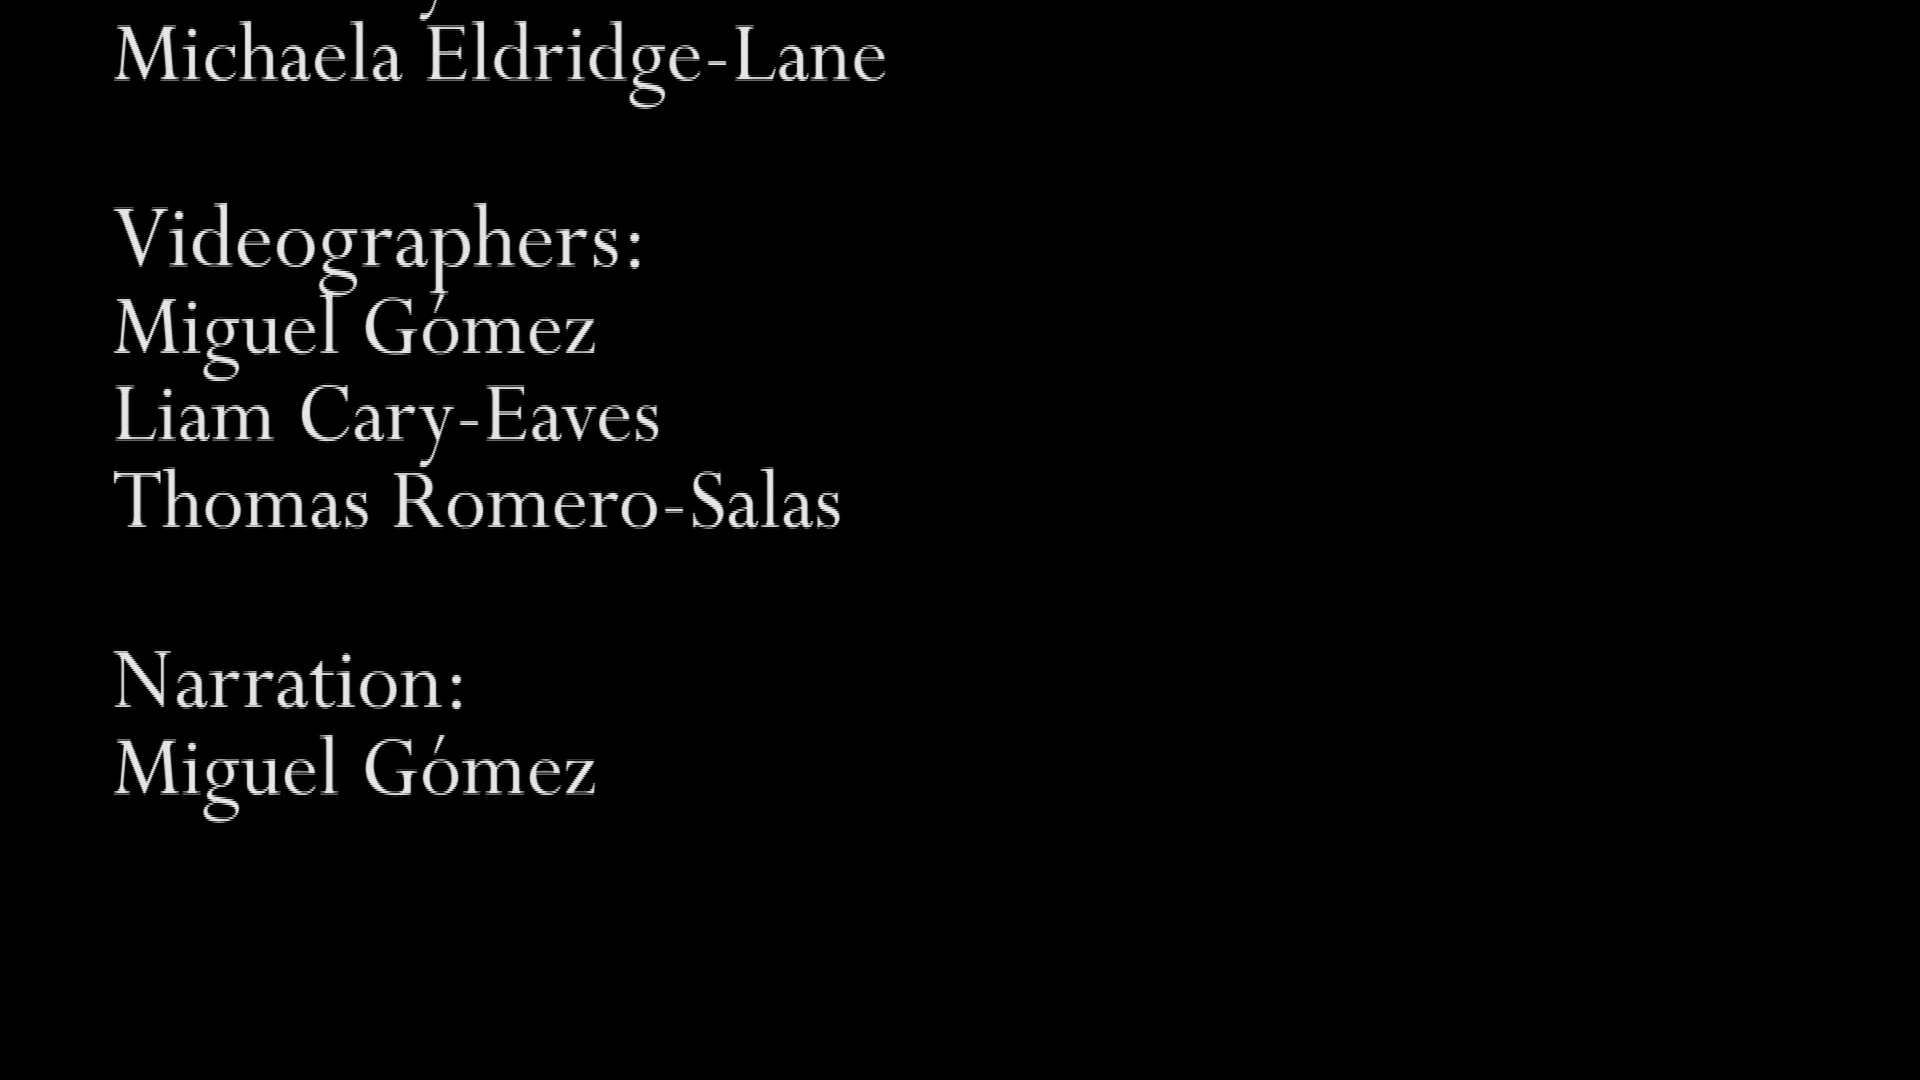 Michaela Eldridge-Lane
Videographers:
Miguel Gómez
Liam Cary-Eaves
Thomas Romero-Salas
Narration:
Miguel Gómez